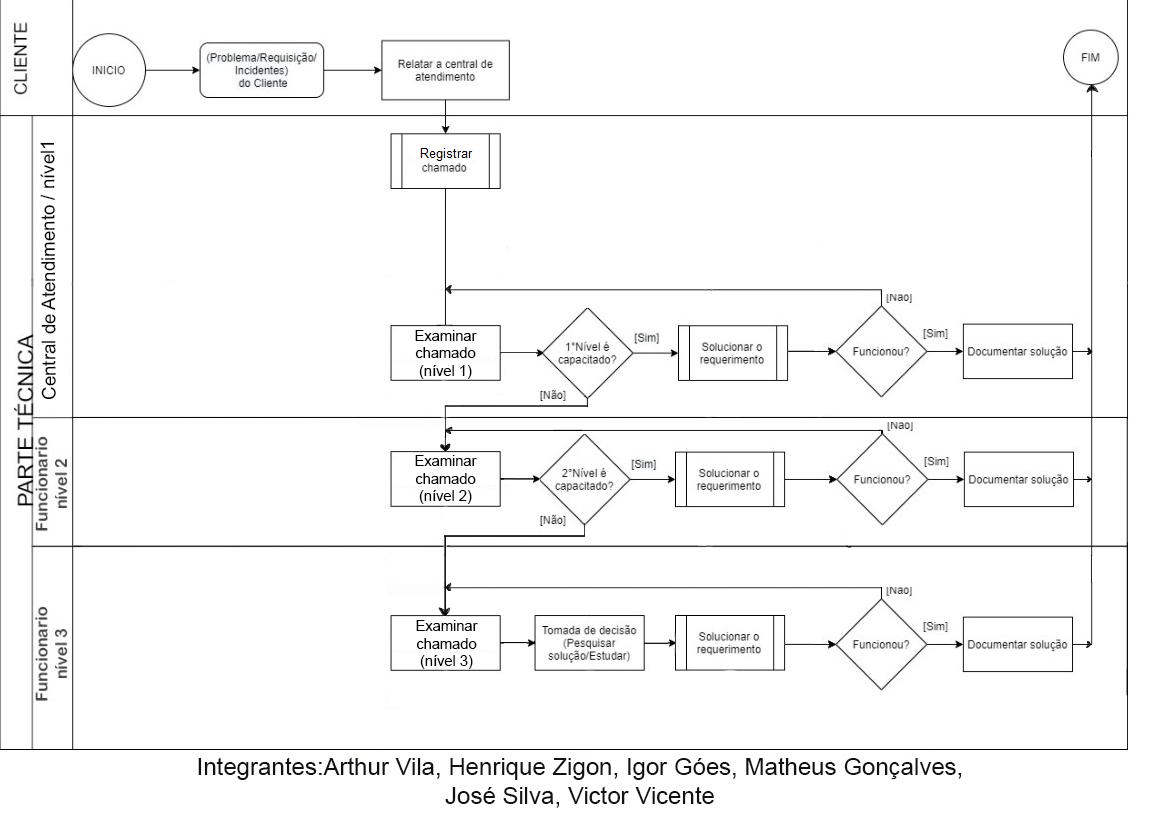 CLIENTE
INICIO
(Problema/Requisição/
Incidentes)
do Cliente
Relatar a central de
atendimento
FIM
PARTE TÉCNICA
Central de Atendimento / nível1
Registrar
chamado
[Nao]
Examinar
chamado
(nível 1)
1°Nível é
capacitado?
[Sim]
[Não]
Solucionar o
requerimento
Funcionou?
[Sim]
Documentar solução
Funcionario
nível 2
[Nao]
Examinar
chamado
(nível 2)
2°Nível é
capacitado?
[Sim]
[Não]
Solucionar o
requerimento
Funcionou?
[Sim]
Documentar solução
Funcionario
nível 3
[Nao]
Examinar
chamado
(nível 3)
Tomada de decisão
(Pesquisar
solução/Estudar)
Solucionar o
requerimento
Funcionou?
[Sim]
Documentar solução
Integrantes:Arthur Vila, Henrique Zigon, Igor Góes, Matheus Gonçalves,
José Silva, Victor Vicente